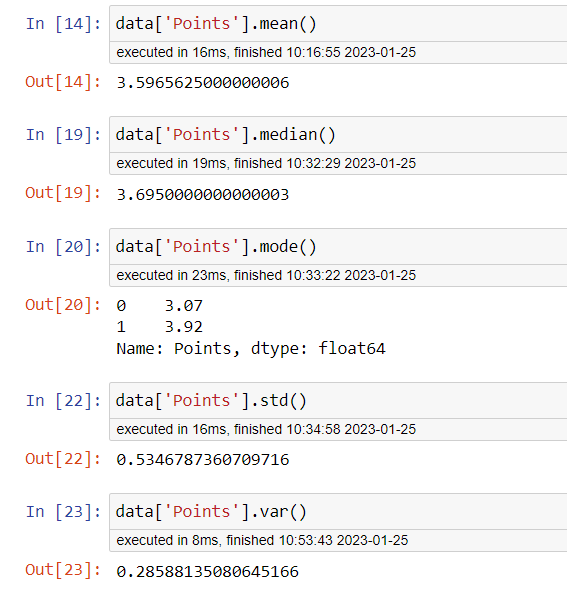 In [14]: data['Points'].mean()
executed in 16ms, finished 10:16:55 2023-01-25
Out[14]: 3.5965625000000006
In [19]: data['Points'].median()
executed in 19ms, finished 10:32:29 2023-01-25
Out[19]: 3.6950000000000003
In [20]: data['Points'].mode()
executed in 23ms, finished 10:33:22 2023-01-25
Out[20]: 0    3.07
1    3.92
Name: Points, dtype: float64
In [22]: data['Points'].std()
executed in 16ms, finished 10:34:58 2023-01-25
Out[22]: 0.5346787360709716
In [23]: data['Points'].var()
executed in 8ms, finished 10:53:43 2023-01-25
Out[23]: 0.28588135080645166